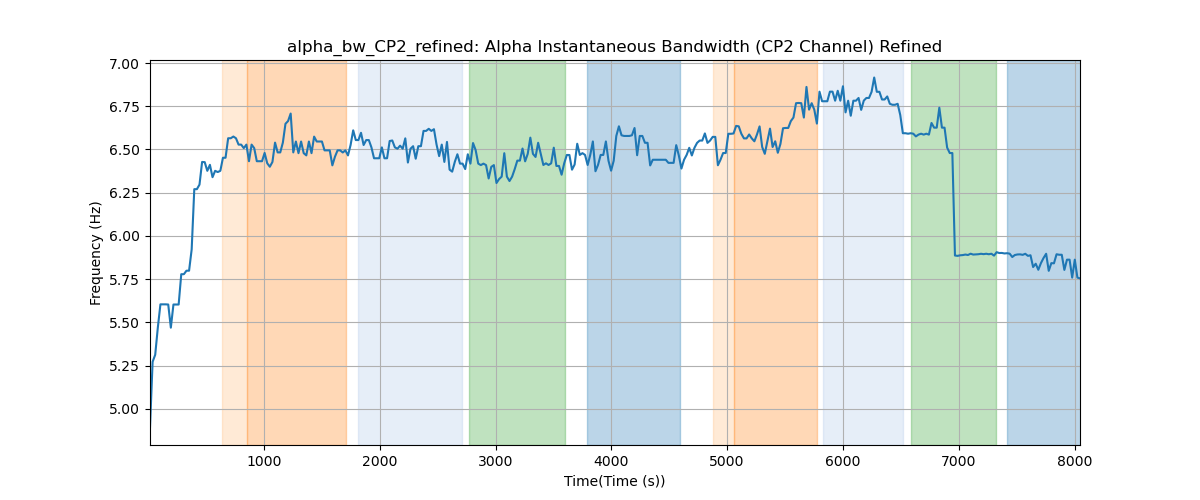 alpha_bw_CP2_refined: Alpha Instantaneous Bandwidth (CP2 Channel) Refined
7.00
6.75
6.50
6.25
6.00
5.75
5.50
5.25
5.00
Frequency (Hz)
1000 2000 3000 4000 5000 6000 7000 8000
Time(Time (s))